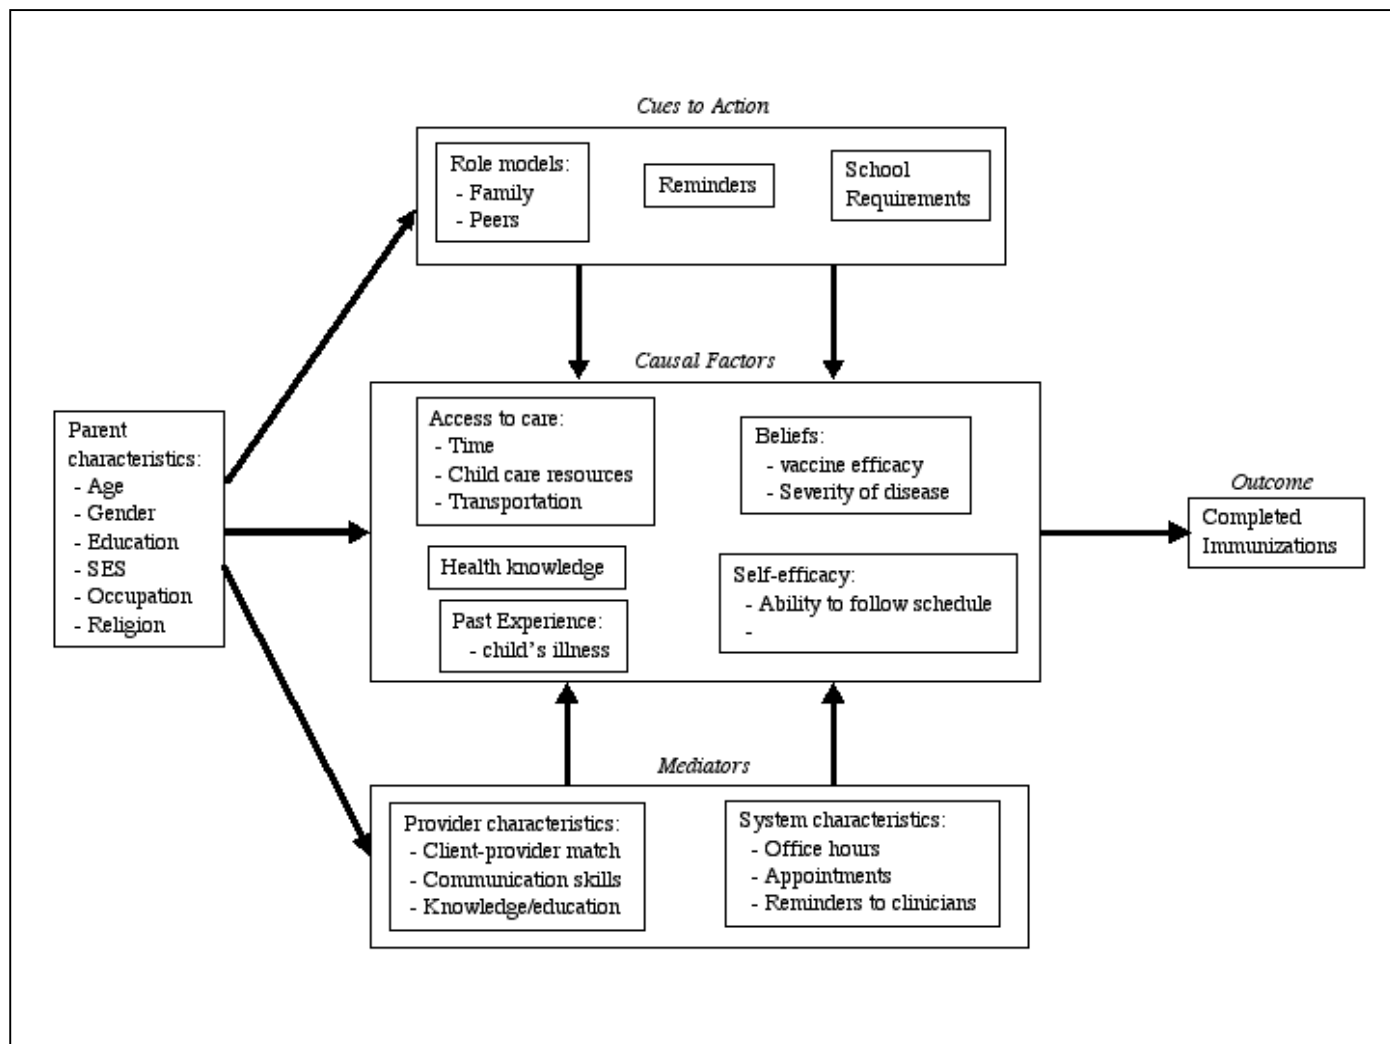 Cues to Action
Role models:
- Family
- Peers
Reminders
School
Requirements
Causal Factors
Parent
characteristics:
- Age
- Gender
- Education
- SES
- Occupation
- Religion
Access to care:
- Time
- Child care resources
- Transportation
Beliefs:
- vaccine efficacy
- Severity of disease
Health knowledge
Past Experience:
- child's illness
Self-efficacy:
- Ability to follow schedule
-
Outcome
Completed
Immunizations
Mediators
Provider characteristics:
- Client-provider match
- Communication skills
- Knowledge/education
System characteristics:
- Office hours
- Appointments
- Reminders to clinicians